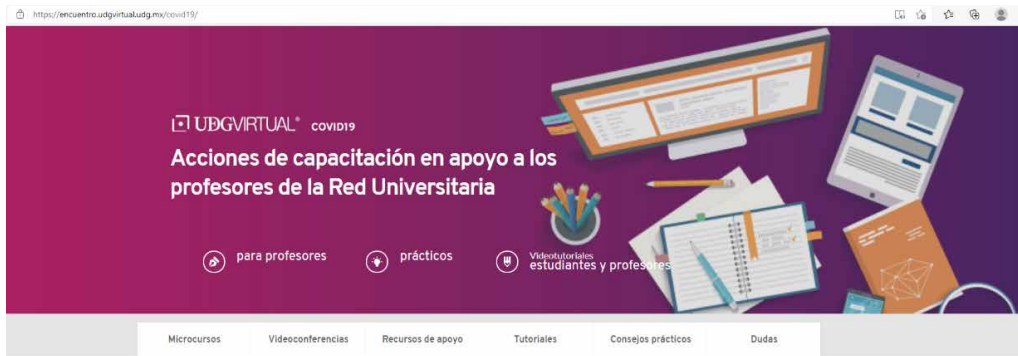 https://encuentro.udgvirtual.udg.mx/covid19/
UDGVIRTUAL® COVID19
Acciones de capacitación en apoyo a los
profesores de la Red Universitaria
para profesores
prácticos
Videotutoriales
estudiantes y profesores
Microcursos Videoconferencias Recursos de apoyo Tutoriales Consejos prácticos Dudas